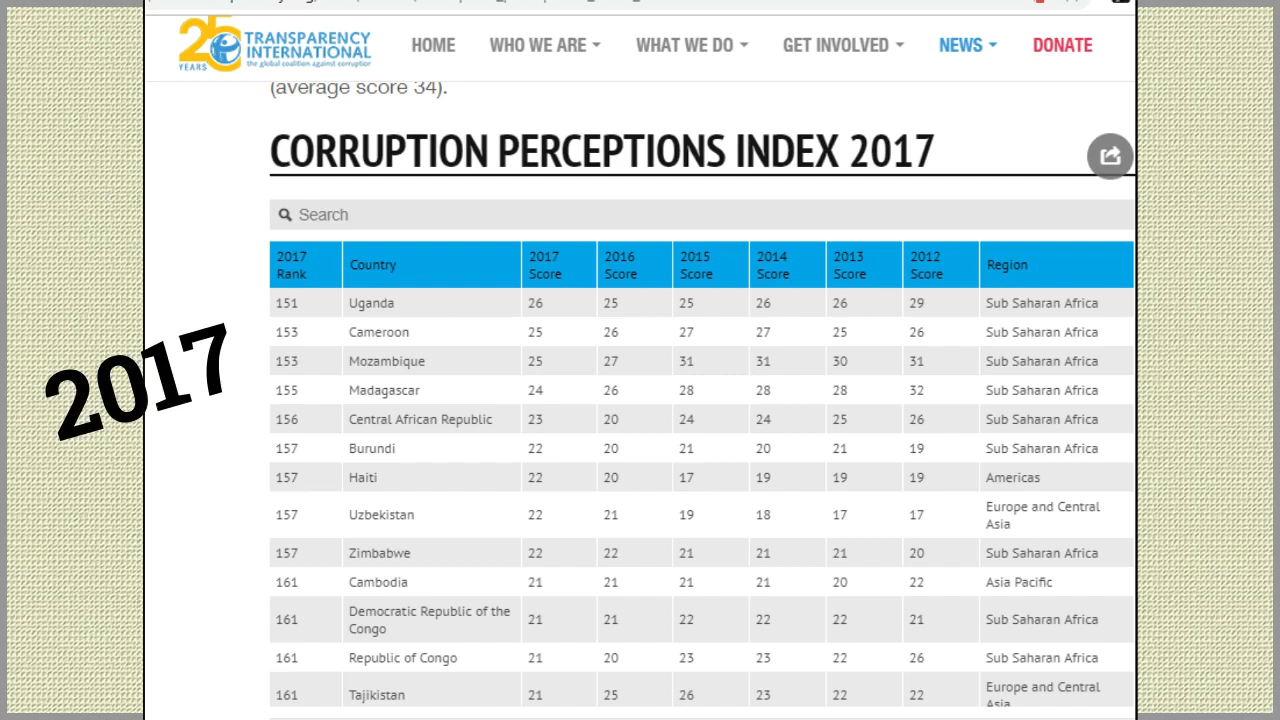 25 YEARS
TRANSPARENCY
INTERNATIONAL
the global coalition against corruption
HOME WHO WE ARE WHAT WE DO GET INVOLVED NEWS DONATE
(average score 34).
CORRUPTION PERCEPTIONS INDEX 2017
Search
2017 Rank Country 2017 Score 2016 Score 2015 Score 2014 Score 2013 Score 2012 Score Region
151 Uganda 26 25 25 26 26 29 Sub Saharan Africa
153 Cameroon 25 26 27 27 25 26 Sub Saharan Africa
153 Mozambique 25 27 31 31 30 31 Sub Saharan Africa
155 Madagascar 24 26 28 28 28 32 Sub Saharan Africa
156 Central African Republic 23 20 24 24 25 26 Sub Saharan Africa
157 Burundi 22 20 21 20 21 19 Sub Saharan Africa
157 Haiti 22 20 17 19 19 19 Americas
157 Uzbekistan 22 21 19 18 17 17 Europe and Central Asia
157 Zimbabwe 22 22 21 21 21 20 Sub Saharan Africa
161 Cambodia 21 21 21 21 20 22 Asia Pacific
161 Democratic Republic of the Congo 21 21 22 22 22 21 Sub Saharan Africa
161 Republic of Congo 21 20 23 23 22 26 Sub Saharan Africa
161 Tajikistan 21 25 26 23 22 22 Europe and Central Asia
2017